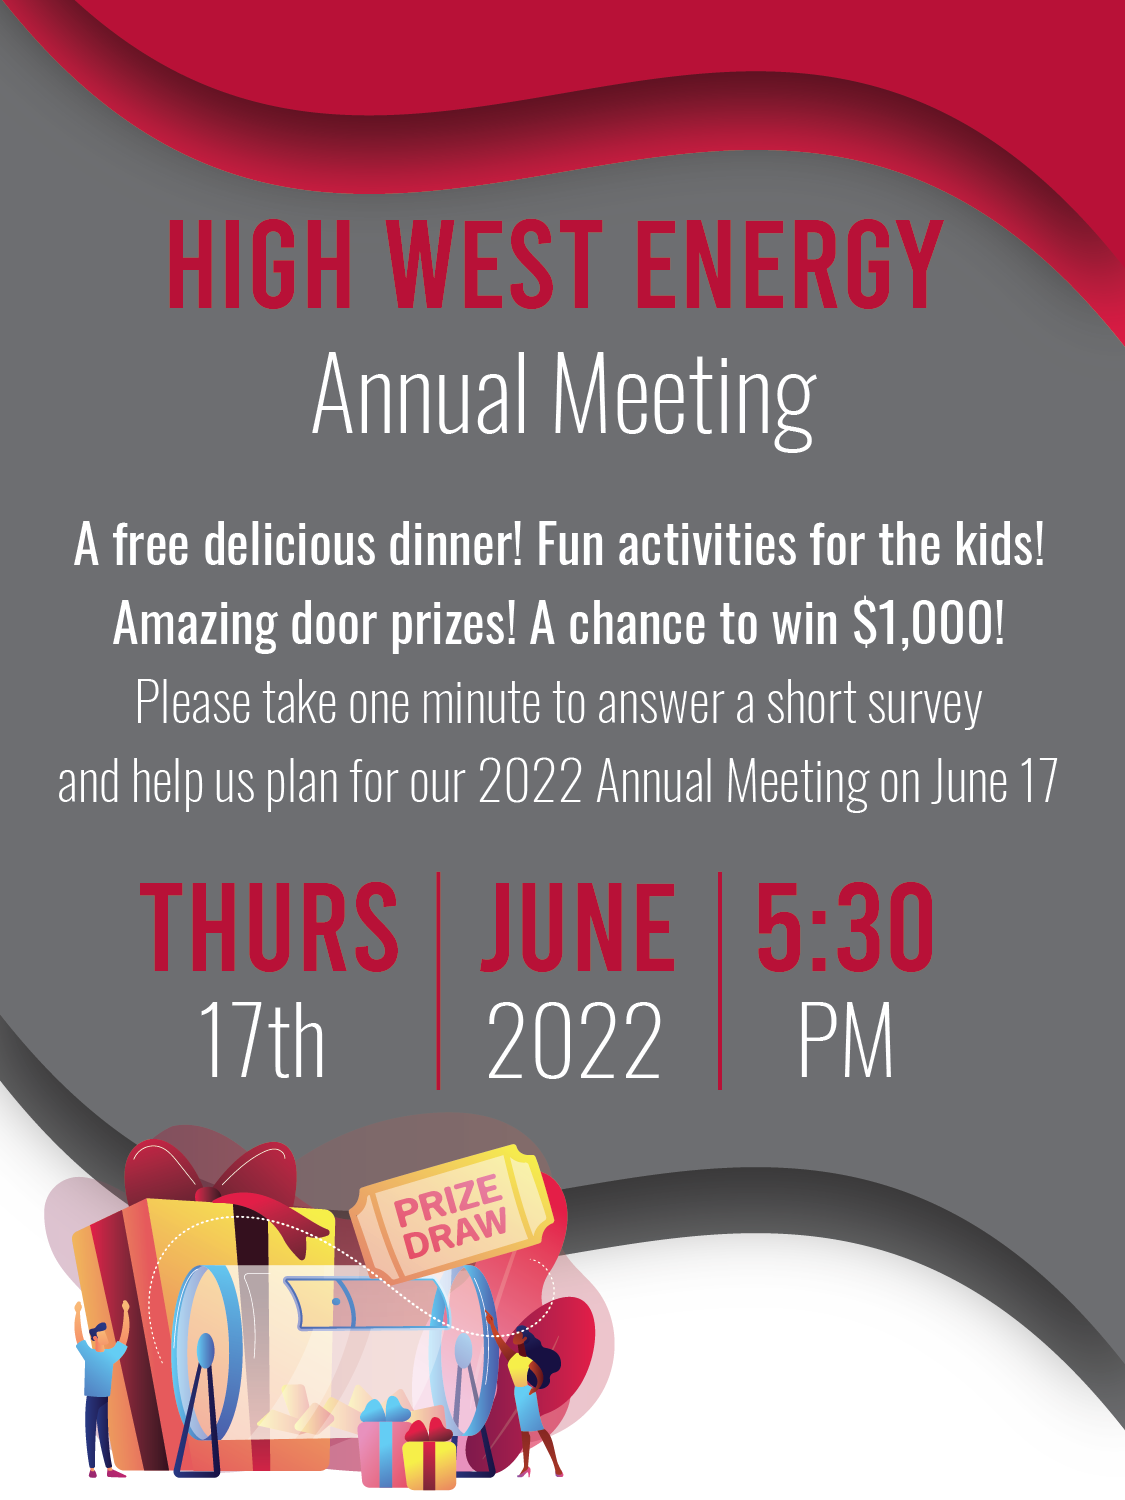 HIGH WEST ENERGY
Annual Meeting
A free delicious dinner! Fun activities for the kids!
Amazing door prizes! A chance to win $1,000!
Please take one minute to answer a short survey
and help us plan for our 2022 Annual Meeting on June 17
THURS JUNE 5:30
17th 2022 PM
PRIZE
DRAW